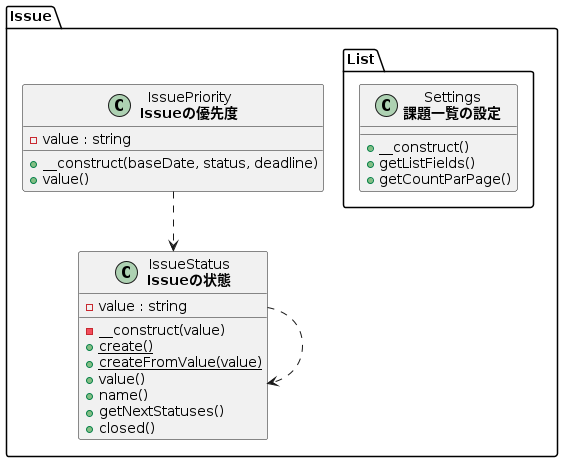 Issue
List
C
IssuePriority
Issueの優先度
value : string
__construct(baseDate, status, deadline)
value()
C
Settings
課題一覧の設定
__construct()
getListFields()
getCountParPage()
C
IssueStatus
Issueの状態
value : string
__construct(value)
create()
createFromValue(value)
value()
name()
getNextStatuses()
closed()